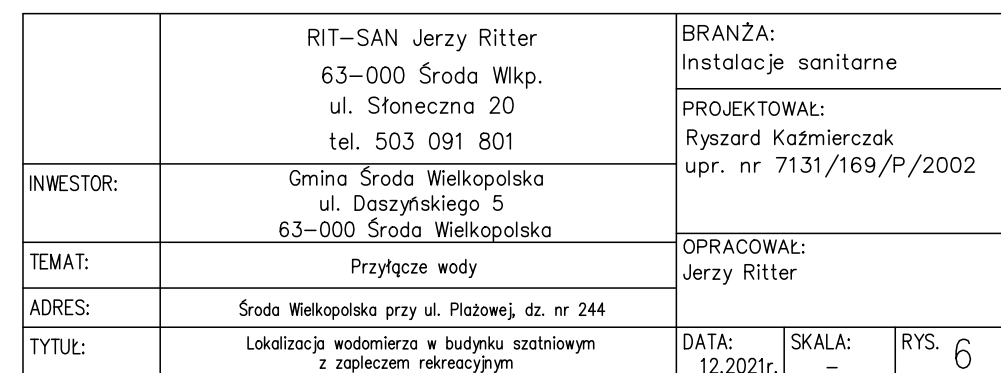 RIT-SAN Jerzy Ritter
63-000 Środa Wlkp.
ul. Słoneczna 20
tel. 503 091 801
BRANŻA:
Instalacje sanitarne
PROJEKTOWAŁ:
Ryszard Kaźmierczak
upr. nr 7131/169/P/2002
INWESTOR:
Gmina Środa Wielkopolska
ul. Daszyńskiego 5
63-000 Środa Wielkopolska
OPRACOWAŁ:
Jerzy Ritter
TEMAT:
Przyłącze wody
ADRES:
Środa Wielkopolska przy ul. Plażowej, dz. nr 244
TYTUŁ:
Lokalizacja wodomierza w budynku szatniowym
z zapleczem rekreacyjnym
DATA:
12.2021r.
SKALA:
-
RYS. 6